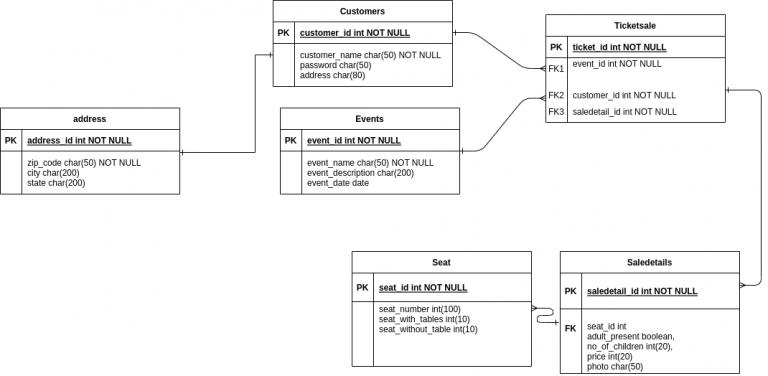 Customers
PK customer_id int NOT NULL
customer_name char(50) NOT NULL
password char(50)
address char(80)
Ticketsale
PK ticket_id int NOT NULL
FK1 event_id int NOT NULL
FK2 customer_id int NOT NULL
FK3 saledetail_id int NOT NULL
address
PK address_id int NOT NULL
zip_code char(50) NOT NULL
city char(200)
state char(200)
Events
PK event_id int NOT NULL
event_name char(50) NOT NULL
event_description char(200)
event_date date
Seat
PK seat_id int NOT NULL
seat_number int(100)
seat_with_tables int(10)
seat_without_table int(10)
Saledetails
PK saledetail_id int NOT NULL
FK seat_id int
adult_present boolean,
no_of_children int(20),
price int(20)
photo char(50)